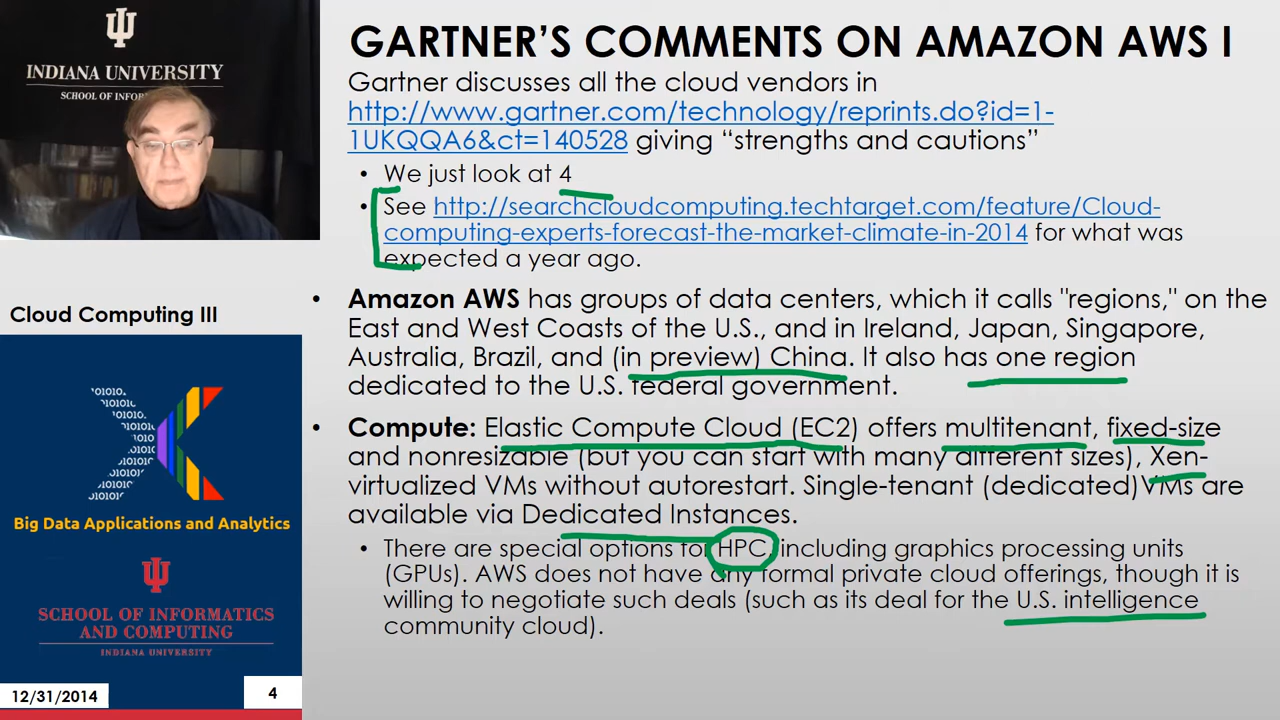 INDIANA UNIVERSITY
SCHOOL OF INFOR
GARTNER’S COMMENTS ON AMAZON AWS I
Gartner discusses all the cloud vendors in
http://www.gartner.com/technology/reprints.do?id=1-
1UKQQA6&ct=140528 giving “strengths and cautions”
• We just look at 4
• See http://searchcloudcomputing.techtarget.com/feature/Cloud-
computing-experts-forecast-the-market-climate-in-2014 for what was
expected a year ago.
• Amazon AWS has groups of data centers, which it calls "regions," on the
East and West Coasts of the U.S., and in Ireland, Japan, Singapore,
Australia, Brazil, and (in preview) China. It also has one region
dedicated to the U.S. federal government.
• Compute: Elastic Compute Cloud (EC2) offers multitenant, fixed-size
and nonresizable (but you can start with many different sizes), Xen-
virtualized VMs without autorestart. Single-tenant (dedicated)VMs are
available via Dedicated Instances.
• There are special options for HPC, including graphics processing units
(GPUs). AWS does not have any formal private cloud offerings, though it is
willing to negotiate such deals (such as its deal for the U.S. intelligence
community cloud).
Cloud Computing III
Big Data Applications and Analytics
SCHOOL OF INFORMATICS
AND COMPUTING
INDIANA UNIVERSITY
12/31/2014
4